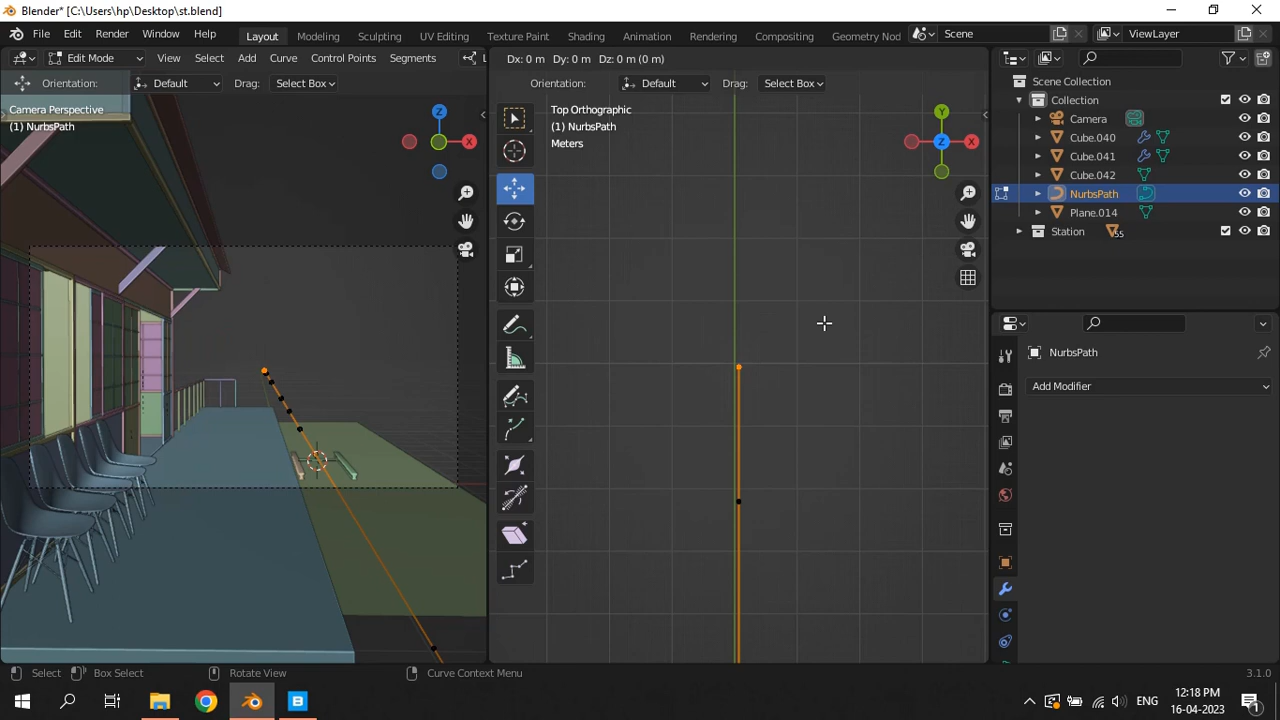 Blender* [C:\Users\hp\Desktop\st.blend]
File Edit Render Window Help Layout Modeling Sculpting UV Editing Texture Paint Shading Animation Rendering Compositing Geometry Nod Scene ViewLayer
Edit Mode View Select Add Curve Control Points Segments Dx: 0 m Dy: 0 m Dz: 0 m (0 m)
Orientation: Default Drag: Select Box Orientation: Default Drag: Select Box
Camera Perspective
(1) NurbsPath
Z
X
Top Orthographic
(1) NurbsPath
Meters
Y
Z
X
Scene Collection
Collection
Camera
Cube.040
Cube.041
Cube.042
NurbsPath
Plane.014
Station 55
NurbsPath
Add Modifier
Select Box Select Rotate View Curve Context Menu 3.1.0
ENG 12:18 PM
16-04-2023 1